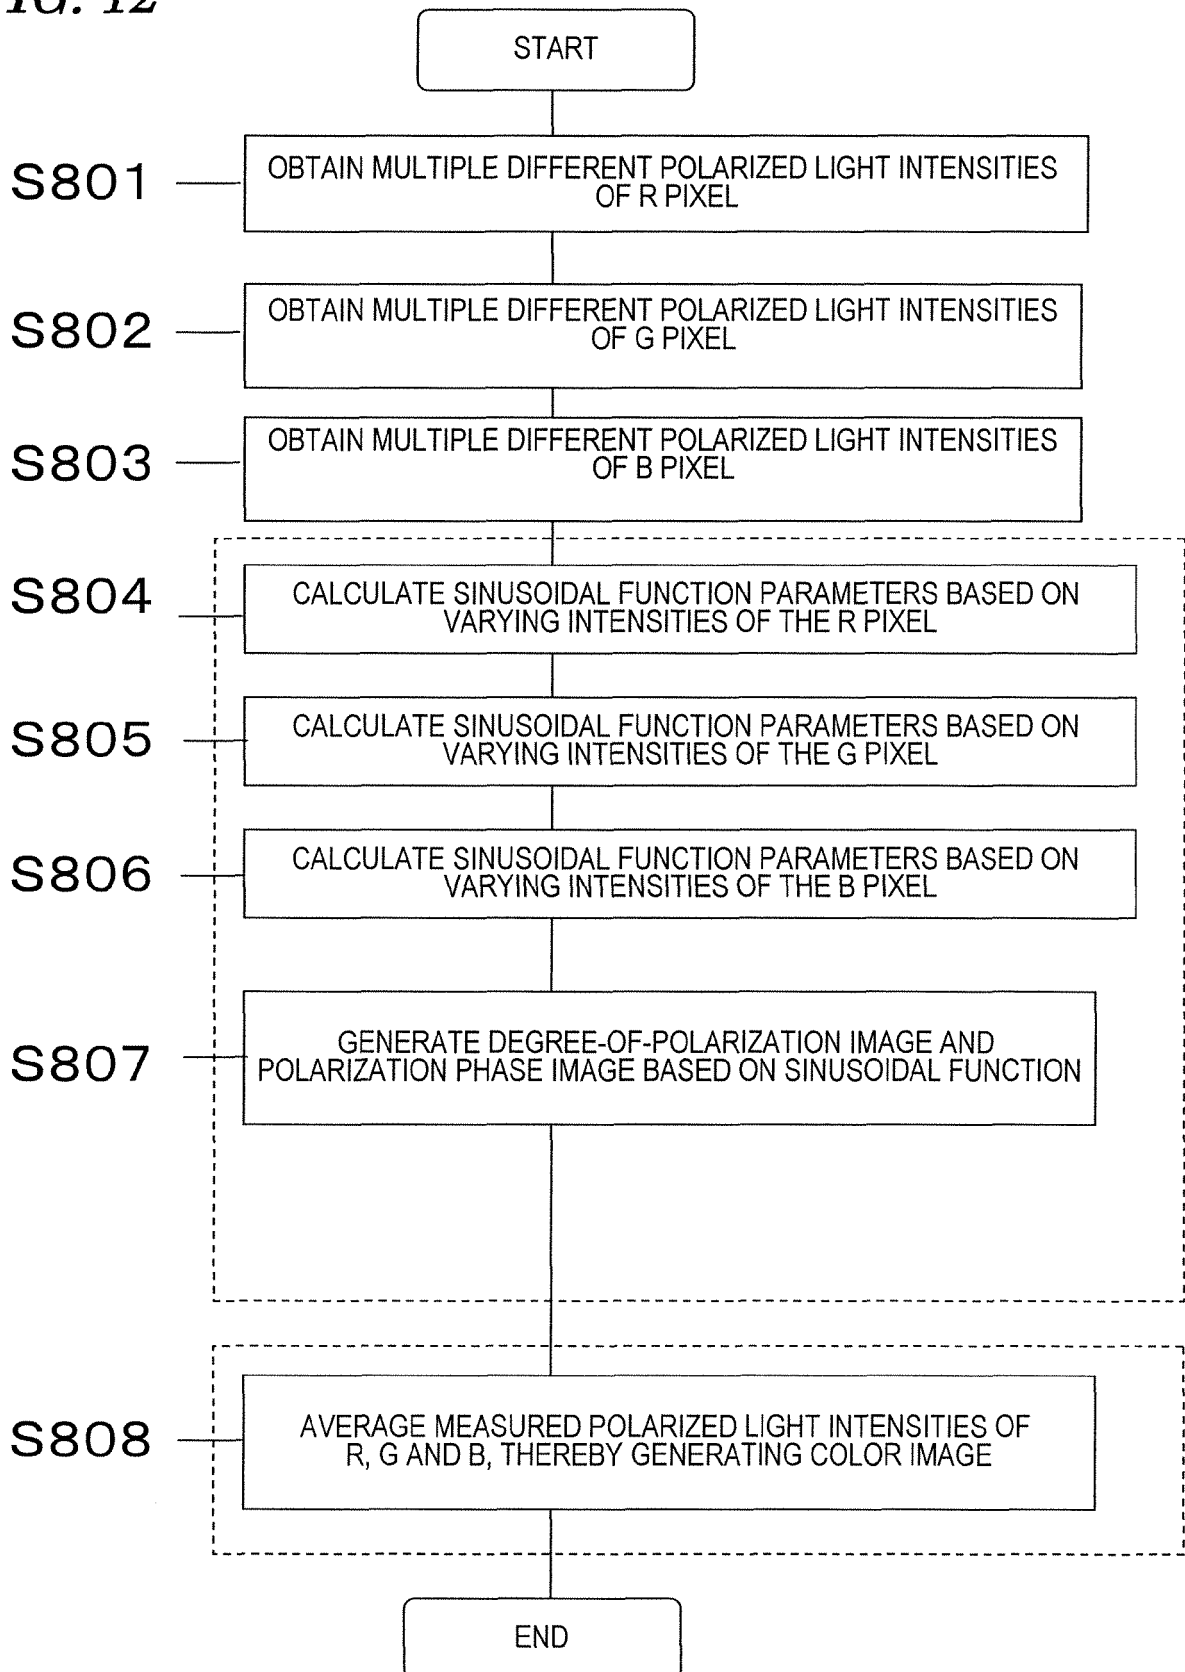 IG. 12
START
S801
OBTAIN MULTIPLE DIFFERENT POLARIZED LIGHT INTENSITIES
OF R PIXEL
S802
OBTAIN MULTIPLE DIFFERENT POLARIZED LIGHT INTENSITIES
OF G PIXEL
S803
OBTAIN MULTIPLE DIFFERENT POLARIZED LIGHT INTENSITIES
OF B PIXEL
S804
CALCULATE SINUSOIDAL FUNCTION PARAMETERS BASED ON
VARYING INTENSITIES OF THE R PIXEL
S805
CALCULATE SINUSOIDAL FUNCTION PARAMETERS BASED ON
VARYING INTENSITIES OF THE G PIXEL
S806
CALCULATE SINUSOIDAL FUNCTION PARAMETERS BASED ON
VARYING INTENSITIES OF THE B PIXEL
S807
GENERATE DEGREE-OF-POLARIZATION IMAGE AND
POLARIZATION PHASE IMAGE BASED ON SINUSOIDAL FUNCTION
S808
AVERAGE MEASURED POLARIZED LIGHT INTENSITIES OF
R, G AND B, THEREBY GENERATING COLOR IMAGE
END